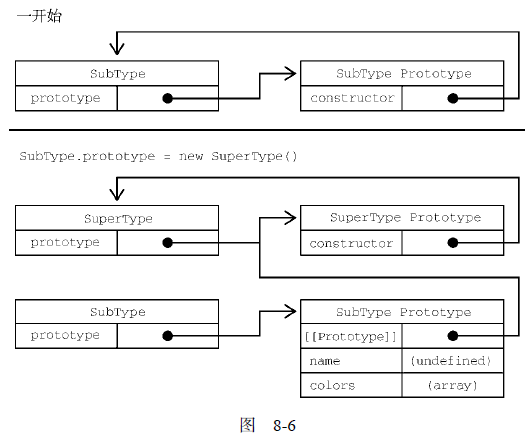 一开始
SubType
SubType Prototype
prototype
constructor
SubType.prototype = new SuperType()
SuperType
SuperType Prototype
prototype
constructor
SubType
SubType Prototype
prototype
[[Prototype]]
name
(undefined)
colors
(array)
图 8-6